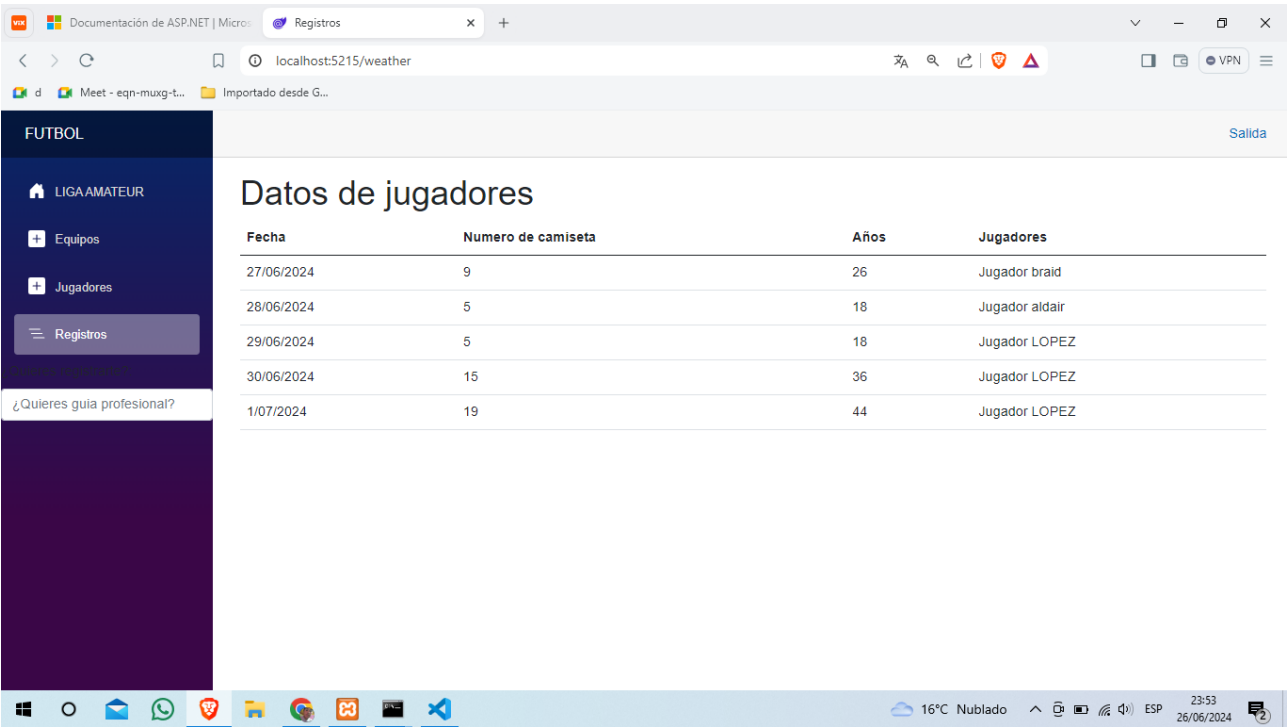 vix
Documentación de ASP.NET | Micros
Registros
localhost:5215/weather
VPN
d
Meet - eqn-muxg-t...
Importado desde G...
FUTBOL
Salida
LIGA AMATEUR
Equipos
Jugadores
Registros
¿Quieres guia profesional?
Datos de jugadores
Fecha Numero de camiseta Años Jugadores
27/06/2024 9 26 Jugador braid
28/06/2024 5 18 Jugador aldair
29/06/2024 5 18 Jugador LOPEZ
30/06/2024 15 36 Jugador LOPEZ
1/07/2024 19 44 Jugador LOPEZ
16°C Nublado
ESP
23:53
26/06/2024
2